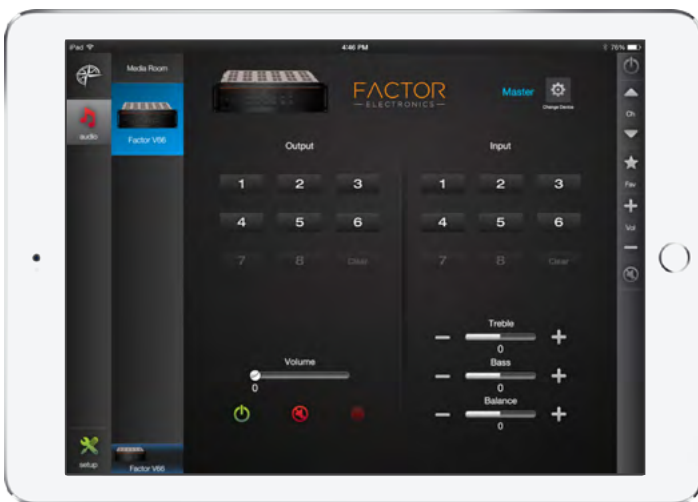 iPad
4:46 PM
76%
Media Room
audio
Factor V66
FACTOR
ELECTRONICS
Master
Change Device
Output
Input
1 2 3
1 2 3
4 5 6
4 5 6
7 8 Clear
7 8 Clear
Volume
0
Treble
0
Bass
0
Balance
0
Ch
Fav
Vol
setup
Factor V66